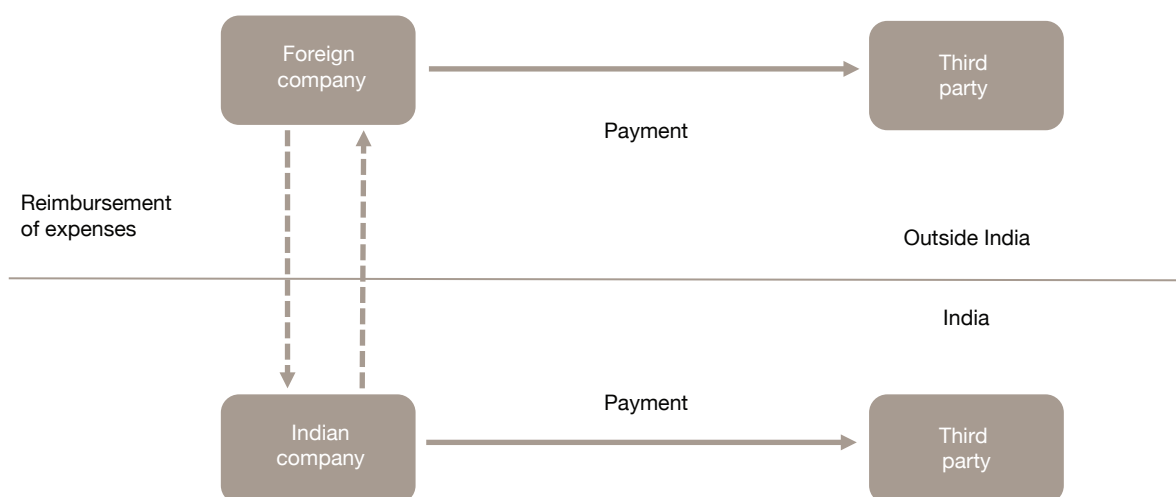 Foreign
company
Third
party
Payment
Reimbursement
of expenses
Outside India
India
Payment
Indian
company
Third
party